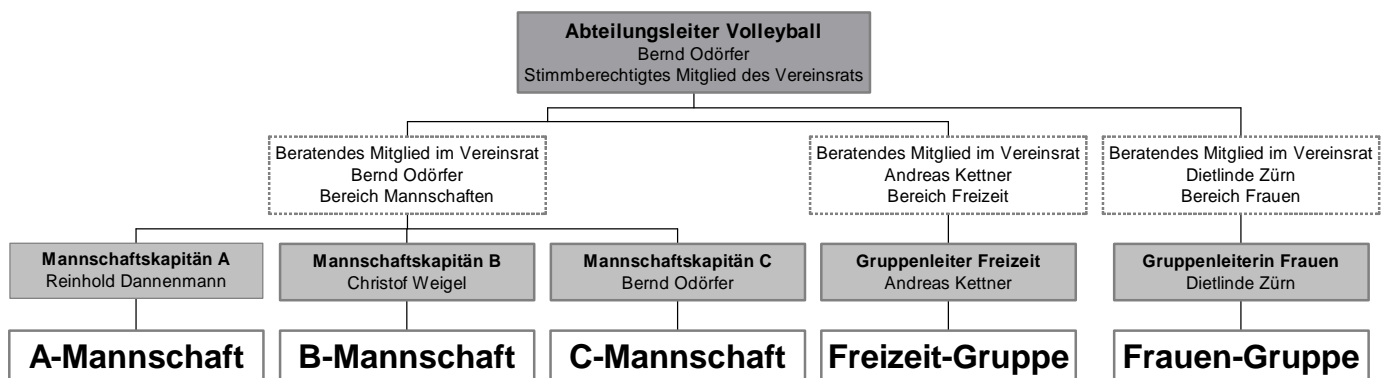 Abteilungsleiter Volleyball
Bernd Odörfer
Stimmberechtigtes Mitglied des Vereinsrats
Beratendes Mitglied im Vereinsrat
Bernd Odörfer
Bereich Mannschaften
Beratendes Mitglied im Vereinsrat
Andreas Kettner
Bereich Freizeit
Beratendes Mitglied im Vereinsrat
Dietlinde Zürn
Bereich Frauen
Mannschaftskapitän A
Reinhold Dannenmann
Mannschaftskapitän B
Christof Weigel
Mannschaftskapitän C
Bernd Odörfer
Gruppenleiter Freizeit
Andreas Kettner
Gruppenleiterin Frauen
Dietlinde Zürn
A-Mannschaft
B-Mannschaft
C-Mannschaft
Freizeit-Gruppe
Frauen-Gruppe